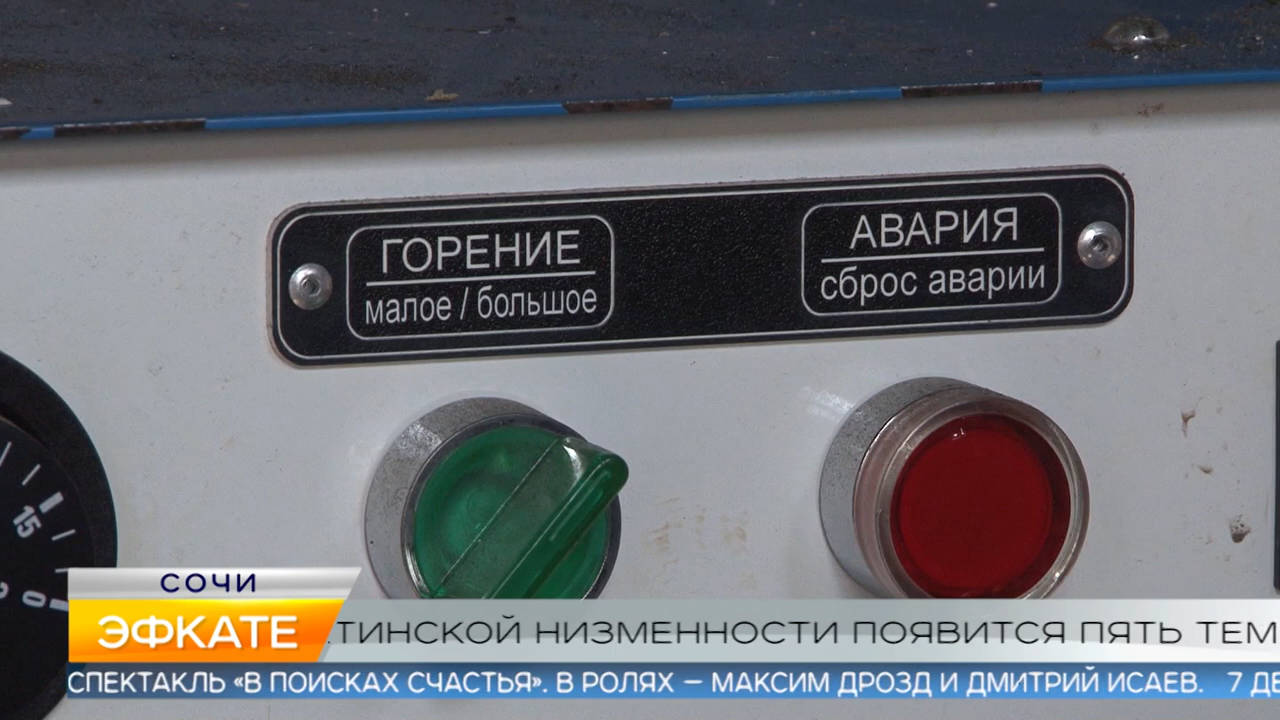 ГОРЕНИЕ
малое / большое
АВАРИЯ
сброс аварии
15
0
СОЧИ
ЭФКАТЕ
ТИНСКОЙ НИЗМЕННОСТИ ПОЯВИТСЯ ПЯТЬ ТЕМ
СПЕКТАКЛЬ «В ПОИСКАХ СЧАСТЬЯ». В РОЛЯХ – МАКСИМ ДРОЗД И ДМИТРИЙ ИСАЕВ. 7 ДЕ